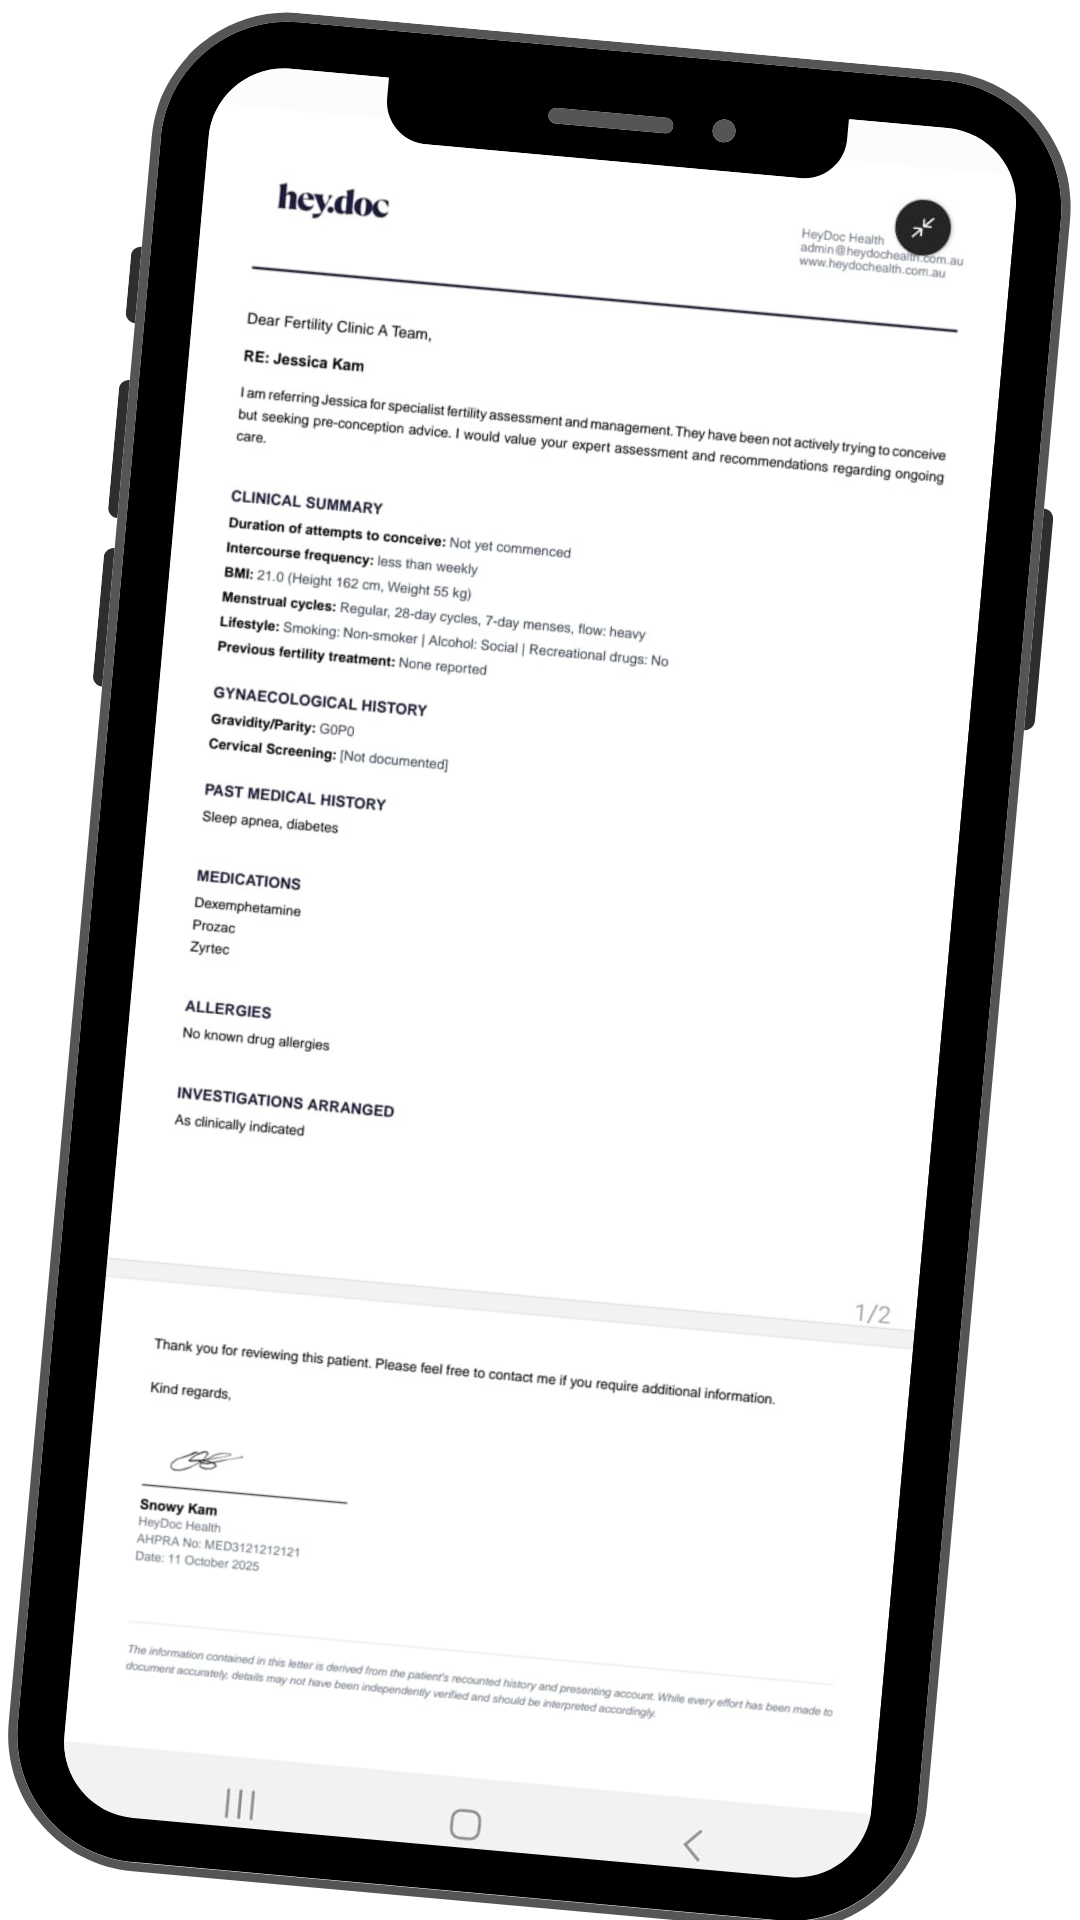 hey.doc
HeyDoc Health
admin@heydochealth.com.au
www.heydochealth.com.au
Dear Fertility Clinic A Team,
RE: Jessica Kam
I am referring Jessica for specialist fertility assessment and management. They have been not actively trying to conceive
but seeking pre-conception advice. I would value your expert assessment and recommendations regarding ongoing
care.
CLINICAL SUMMARY
Duration of attempts to conceive: Not yet commenced
Intercourse frequency: less than weekly
BMI: 21.0 (Height 162 cm, Weight 55 kg)
Menstrual cycles: Regular, 28-day cycles, 7-day menses, flow: heavy
Lifestyle: Smoking: Non-smoker | Alcohol: Social | Recreational drugs: No
Previous fertility treatment: None reported
GYNAECOLOGICAL HISTORY
Gravidity/Parity: G0P0
Cervical Screening: [Not documented]
PAST MEDICAL HISTORY
Sleep apnea, diabetes
MEDICATIONS
Dexemphetamine
Prozac
Zyrtec
ALLERGIES
No known drug allergies
INVESTIGATIONS ARRANGED
As clinically indicated
1/2
Thank you for reviewing this patient. Please feel free to contact me if you require additional information.
Kind regards,
Snowy Kam
HeyDoc Health
AHPRA No: MED3121212121
Date: 11 October 2025
The information contained in this letter is derived from the patient's recounted history and presenting account. While every effort has been made to
document accurately, details may not have been independently verified and should be interpreted accordingly.